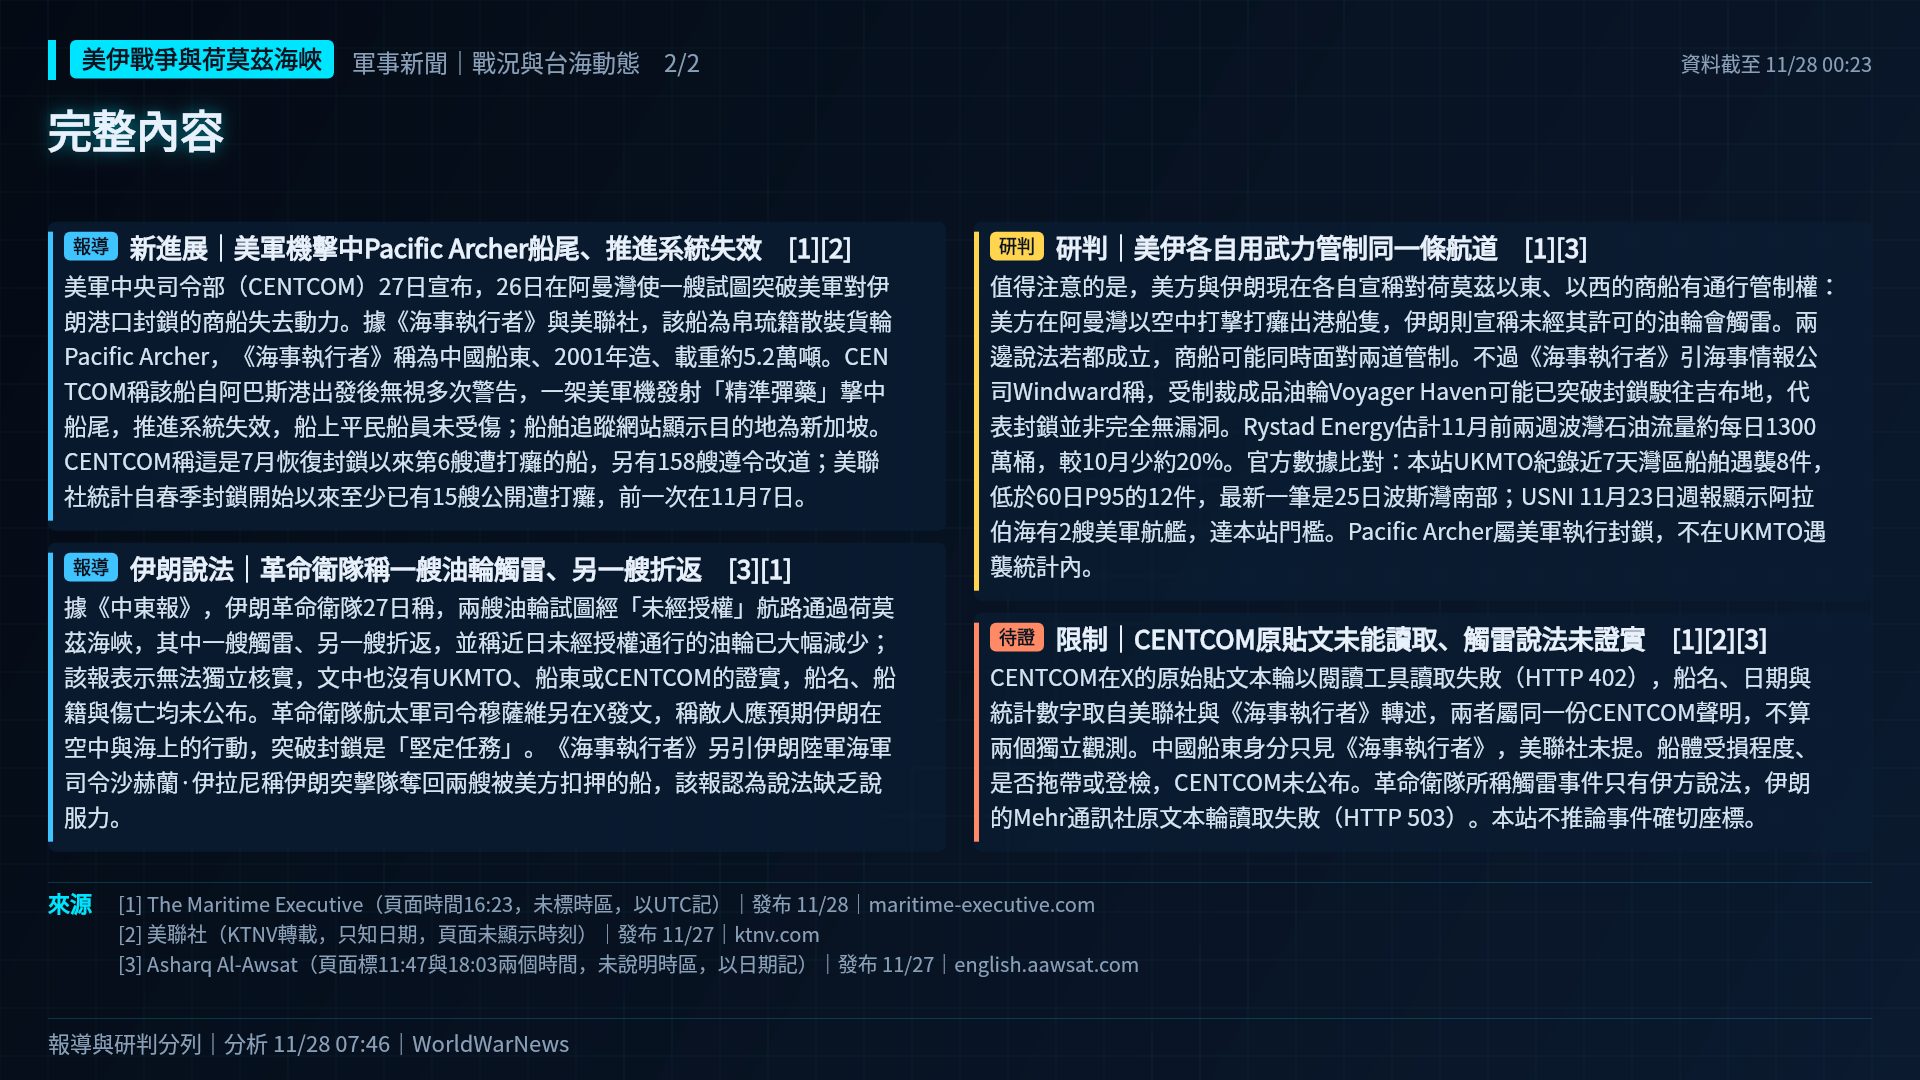 美伊戰爭與荷莫茲海峽
軍事新聞｜戰況與台海動態　2/2
資料截至 11/28 00:23
完整內容
報導 新進展｜美軍機擊中Pacific Archer船尾、推進系統失效　[1][2]
美軍中央司令部（CENTCOM）27日宣布，26日在阿曼灣使一艘試圖突破美軍對伊
朗港口封鎖的商船失去動力。據《海事執行者》與美聯社，該船為帛琉籍散裝貨輪
Pacific Archer，《海事執行者》稱為中國船東、2001年造、載重約5.2萬噸。CEN
TCOM稱該船自阿巴斯港出發後無視多次警告，一架美軍機發射「精準彈藥」擊中
船尾，推進系統失效，船上平民船員未受傷；船舶追蹤網站顯示目的地為新加坡。
CENTCOM稱這是7月恢復封鎖以來第6艘遭打癱的船，另有158艘遵令改道；美聯
社統計自春季封鎖開始以來至少已有15艘公開遭打癱，前一次在11月7日。
報導 伊朗說法｜革命衛隊稱一艘油輪觸雷、另一艘折返　[3][1]
據《中東報》，伊朗革命衛隊27日稱，兩艘油輪試圖經「未經授權」航路通過荷莫
茲海峽，其中一艘觸雷、另一艘折返，並稱近日未經授權通行的油輪已大幅減少；
該報表示無法獨立核實，文中也沒有UKMTO、船東或CENTCOM的證實，船名、船
籍與傷亡均未公布。革命衛隊航太軍司令穆薩維另在X發文，稱敵人應預期伊朗在
空中與海上的行動，突破封鎖是「堅定任務」。《海事執行者》另引伊朗陸軍海軍
司令沙赫蘭·伊拉尼稱伊朗突擊隊奪回兩艘被美方扣押的船，該報認為說法缺乏說
服力。
研判 研判｜美伊各自用武力管制同一條航道　[1][3]
值得注意的是，美方與伊朗現在各自宣稱對荷莫茲以東、以西的商船有通行管制權：
美方在阿曼灣以空中打擊打癱出港船隻，伊朗則宣稱未經其許可的油輪會觸雷。兩
邊說法若都成立，商船可能同時面對兩道管制。不過《海事執行者》引海事情報公
司Windward稱，受制裁成品油輪Voyager Haven可能已突破封鎖駛往吉布地，代
表封鎖並非完全無漏洞。Rystad Energy估計11月前兩週波灣石油流量約每日1300
萬桶，較10月少約20%。官方數據比對：本站UKMTO紀錄近7天灣區船舶遇襲8件，
低於60日P95的12件，最新一筆是25日波斯灣南部；USNI 11月23日週報顯示阿拉
伯海有2艘美軍航艦，達本站門檻。Pacific Archer屬美軍執行封鎖，不在UKMTO遇
襲統計內。
待證 限制｜CENTCOM原貼文未能讀取、觸雷說法未證實　[1][2][3]
CENTCOM在X的原始貼文本輪以閱讀工具讀取失敗（HTTP 402），船名、日期與
統計數字取自美聯社與《海事執行者》轉述，兩者屬同一份CENTCOM聲明，不算
兩個獨立觀測。中國船東身分只見《海事執行者》，美聯社未提。船體受損程度、
是否拖帶或登檢，CENTCOM未公布。革命衛隊所稱觸雷事件只有伊方說法，伊朗
的Mehr通訊社原文本輪讀取失敗（HTTP 503）。本站不推論事件確切座標。
來源
[1] The Maritime Executive（頁面時間16:23，未標時區，以UTC記）｜發布 11/28｜maritime-executive.com
[2] 美聯社（KTNV轉載，只知日期，頁面未顯示時刻）｜發布 11/27｜ktnv.com
[3] Asharq Al-Awsat（頁面標11:47與18:03兩個時間，未說明時區，以日期記）｜發布 11/27｜english.aawsat.com
報導與研判分列｜分析 11/28 07:46｜WorldWarNews